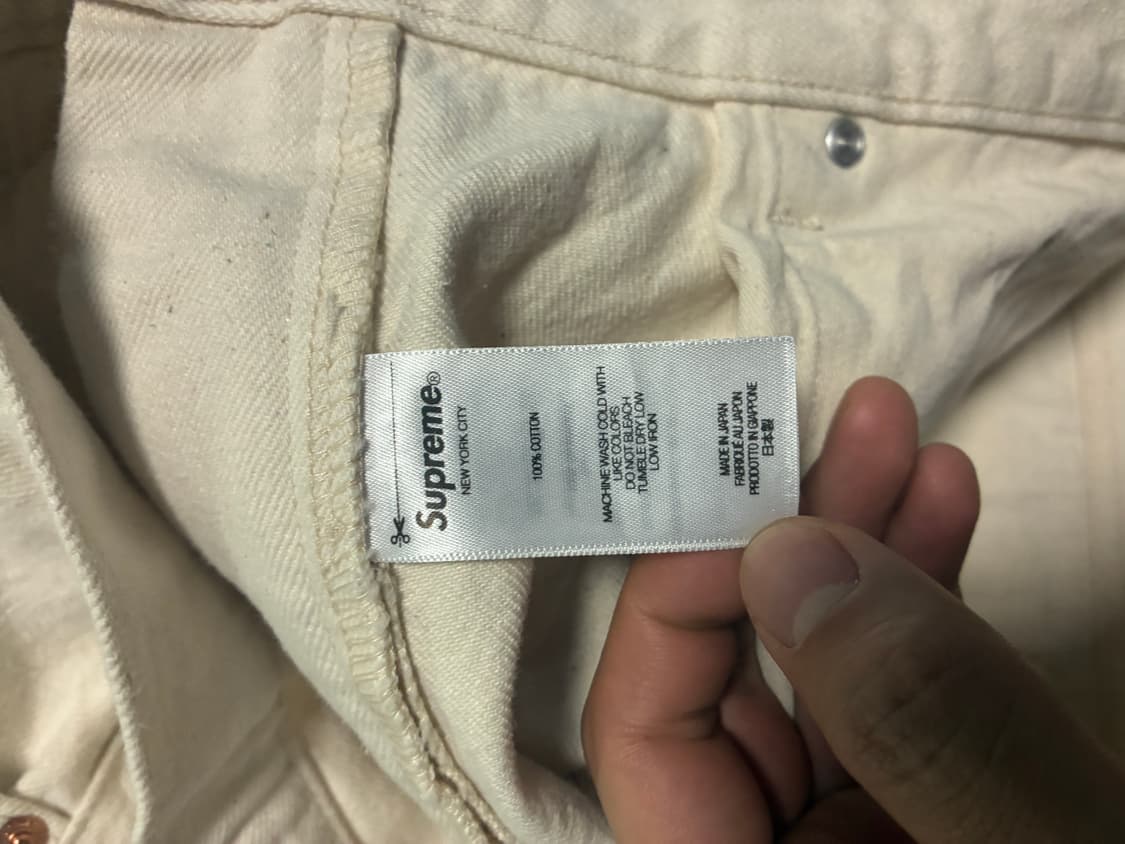 Supreme®
NEW YORK CITY
100% COTTON
MACHINE WASH COLD WITH
LIKE COLORS
DO NOT BLEACH
TUMBLE DRY LOW
LOW IRON
MADE IN JAPAN
FABRIQUÉ AU JAPON
PRODOTTO IN GIAPPONE
日本製